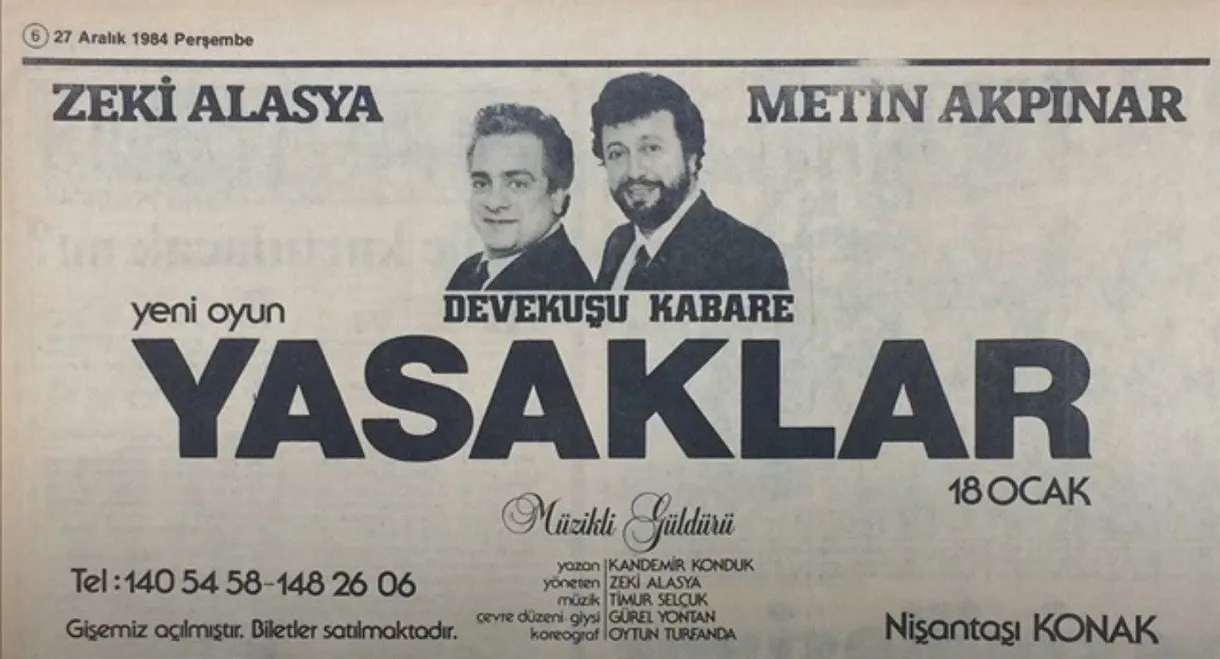 6 27 Aralık 1984 Perşembe
ZEKİ ALASYA
METİN AKPINAR
DEVEKUŞU KABARE
yeni oyun
YASAKLAR
18 OCAK
Müzikli Güldürü
yazan KANDEMİR KONDUK
yöneten ZEKİ ALASYA
müzik TİMUR SELÇUK
çevre düzeni-giysi GÜREL YONTAN
koreograf OYTUN TURFANDA
Tel : 140 54 58-148 26 06
Gişemiz açılmıştır. Biletler satılmaktadır.
Nişantaşı KONAK